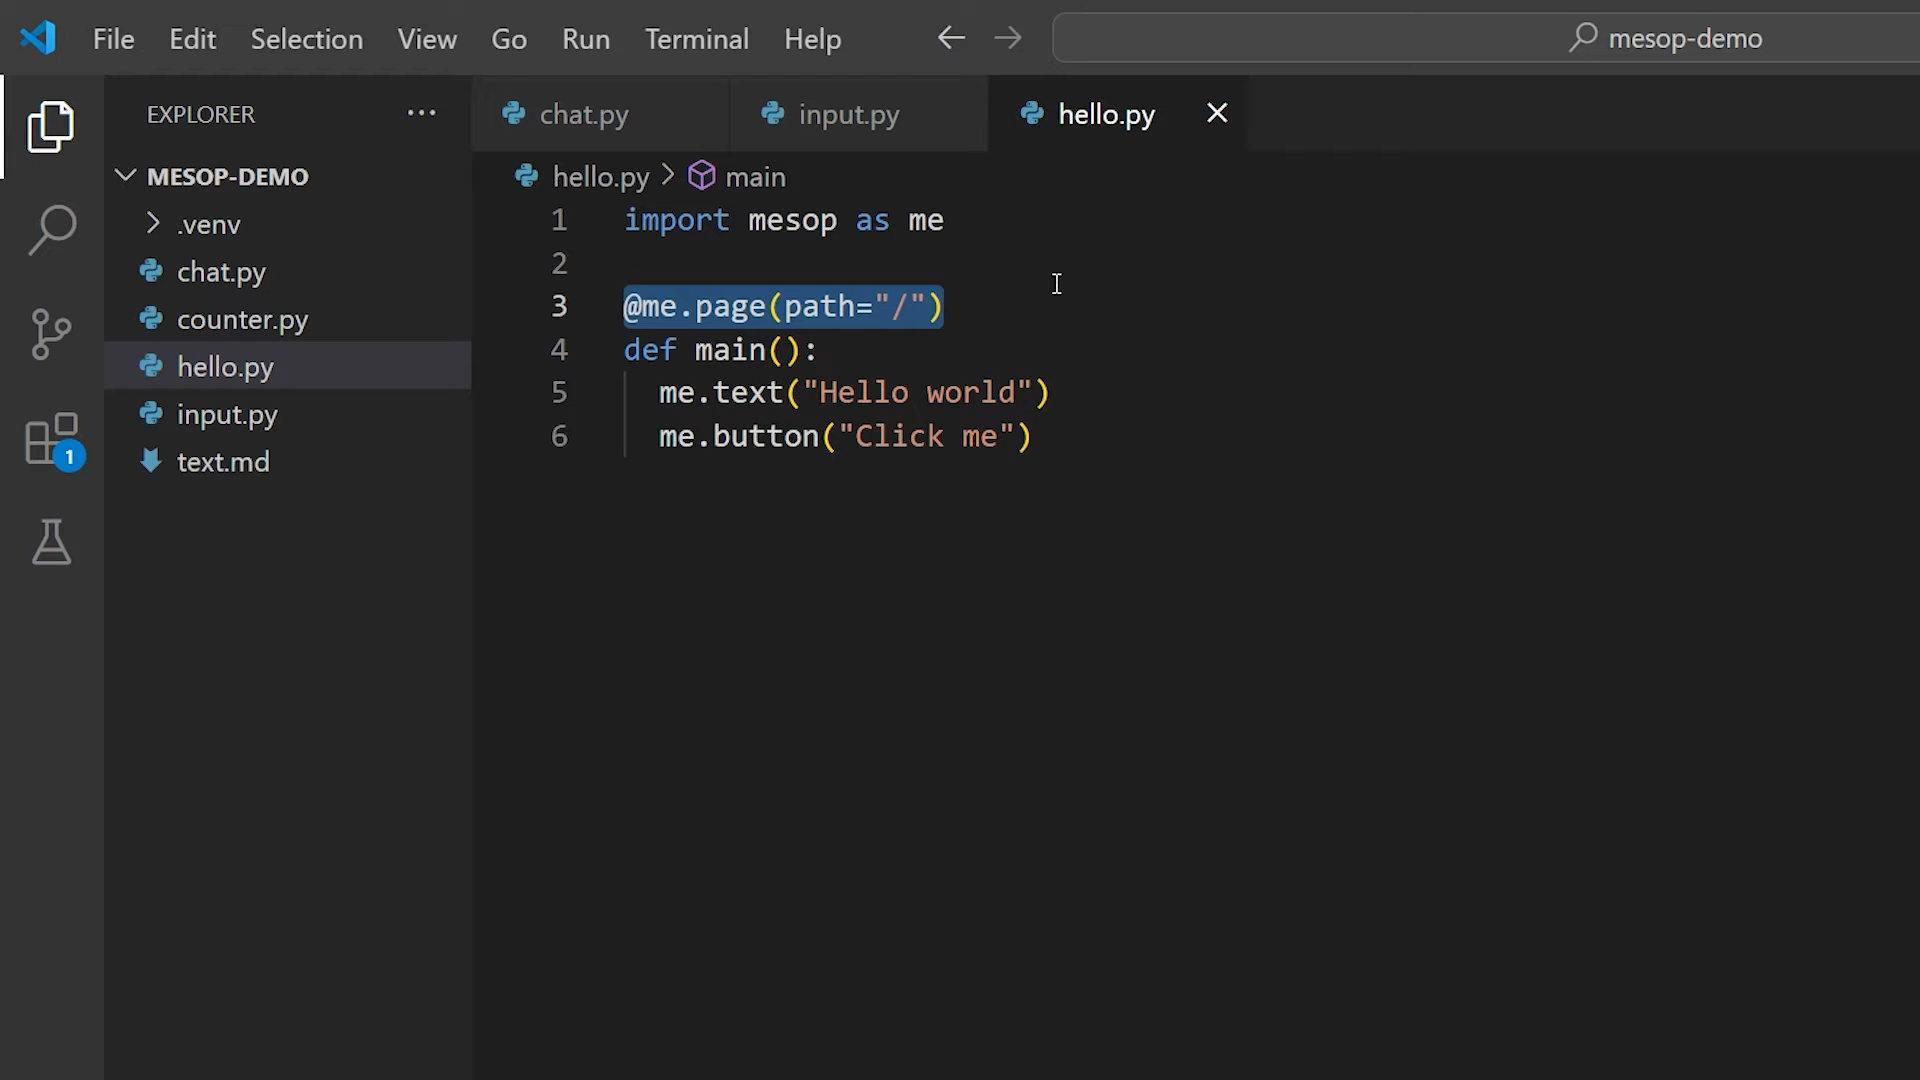 File Edit Selection View Go Run Terminal Help mesop-demo
EXPLORER
MESOP-DEMO
.venv
chat.py
counter.py
hello.py
input.py
text.md
1
chat.py input.py hello.py
hello.py > main
1 import mesop as me
2
3 @me.page(path="/")
4 def main():
5 me.text("Hello world")
6 me.button("Click me")